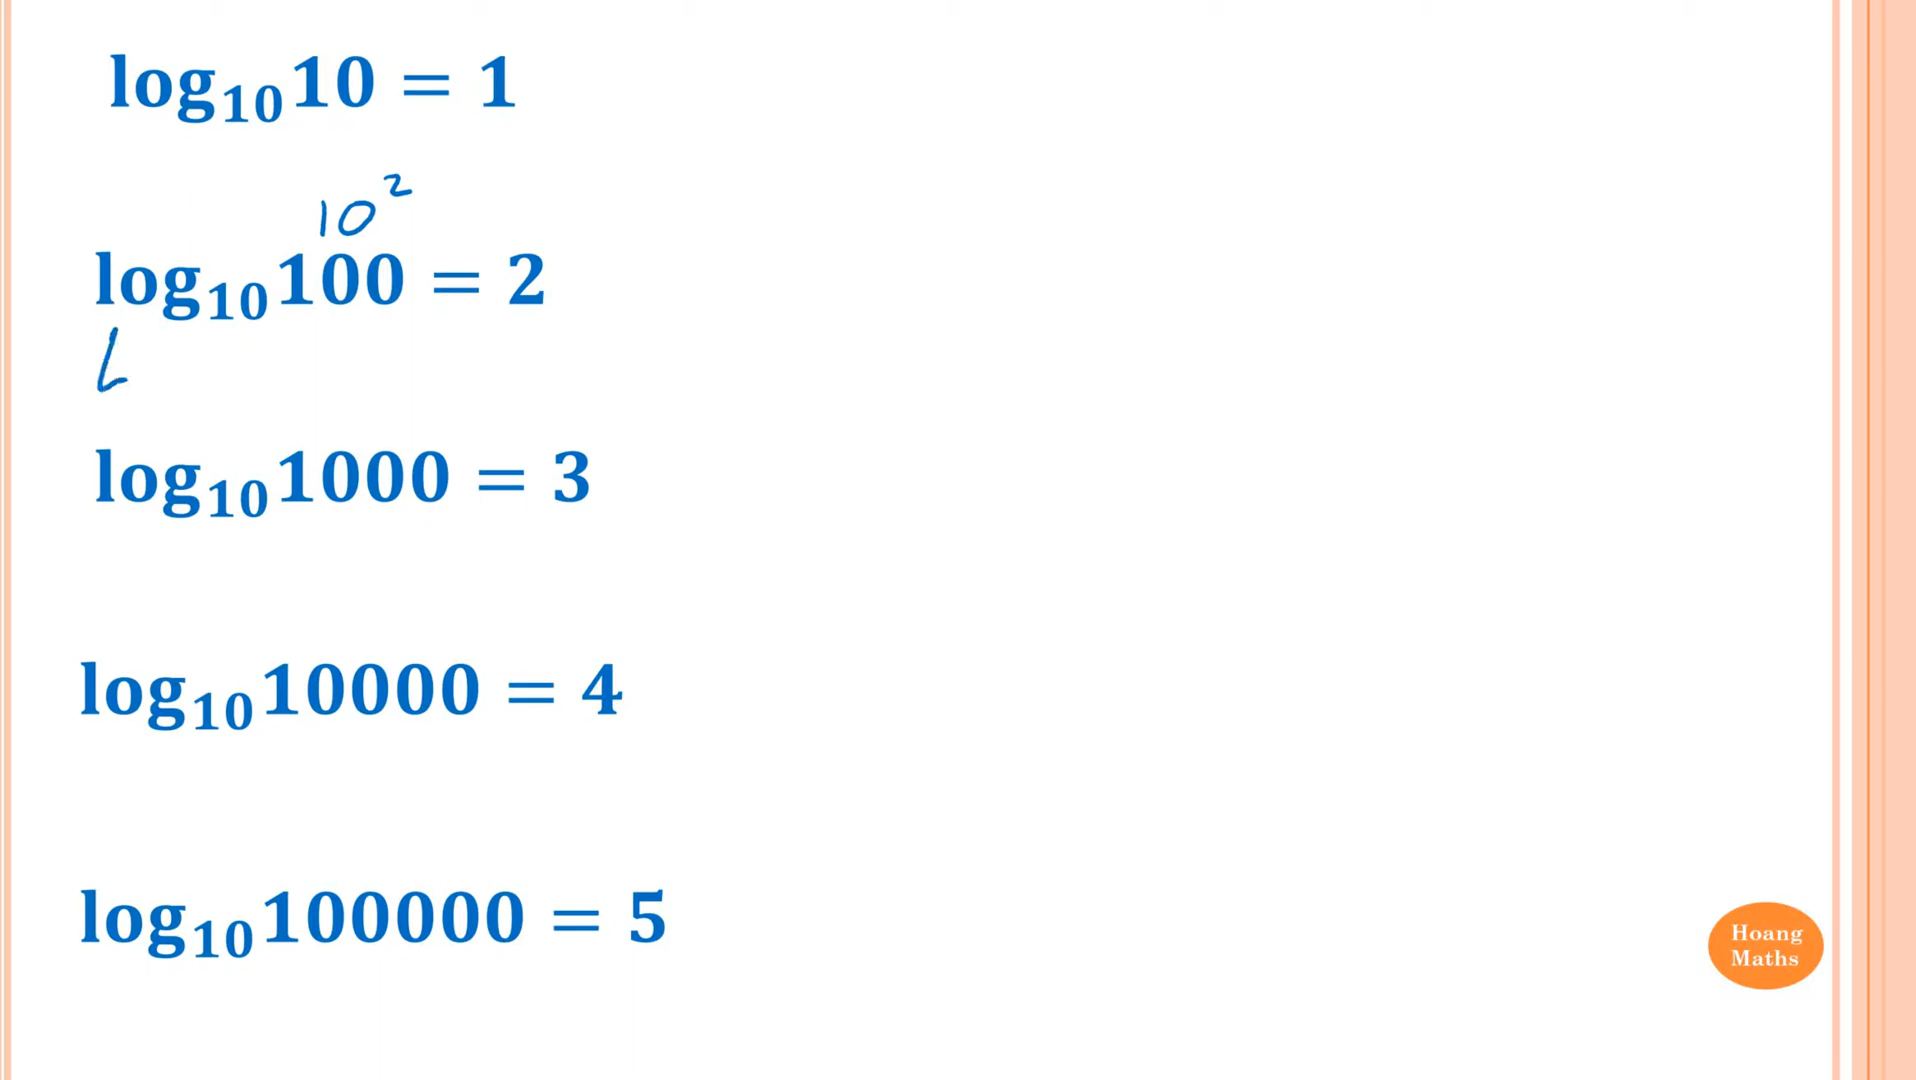 log₁₀10 = 1
10²
log₁₀100 = 2
L
log₁₀1000 = 3
log₁₀10000 = 4
log₁₀100000 = 5
Hoang
Maths